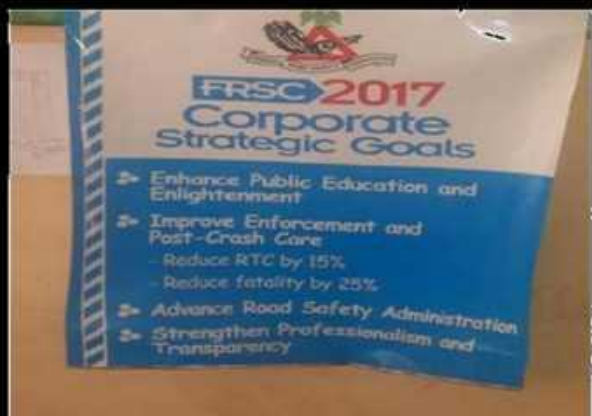 FRSC 2017
Corporate
Strategic Goals
Enhance Public Education and
Enlightenment
Improve Enforcement and
Post-Crash Care
- Reduce RTC by 15%
- Reduce fatality by 25%
Advance Road Safety Administration
Strengthen Professionalism and
Transparency